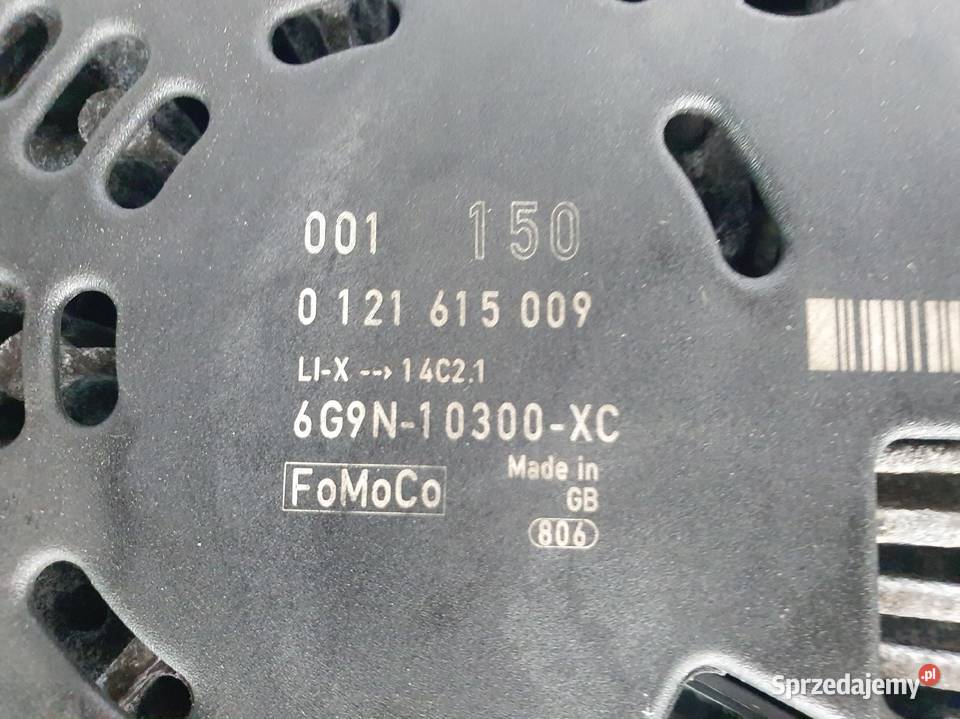 001 150
0 121 615 009
LI-X --> 14C2.1
6G9N-10300-XC
FoMoCo Made in
GB
806
Sprzedajemy.pl